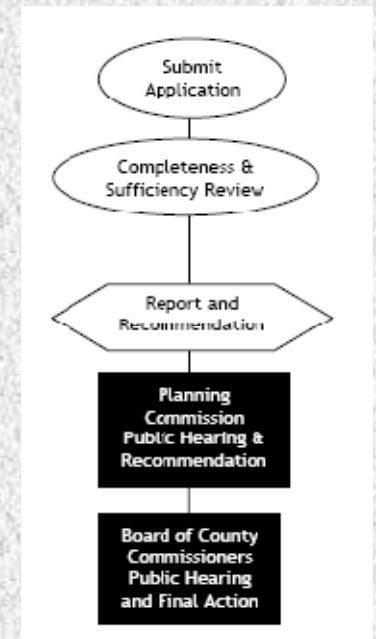 Submit
Application
Completeness &
Sufficiency Review
Report and
Recommendation
Planning
Commission
Public Hearing &
Recommendation
Board of County
Commissioners
Public Hearing
and Final Action